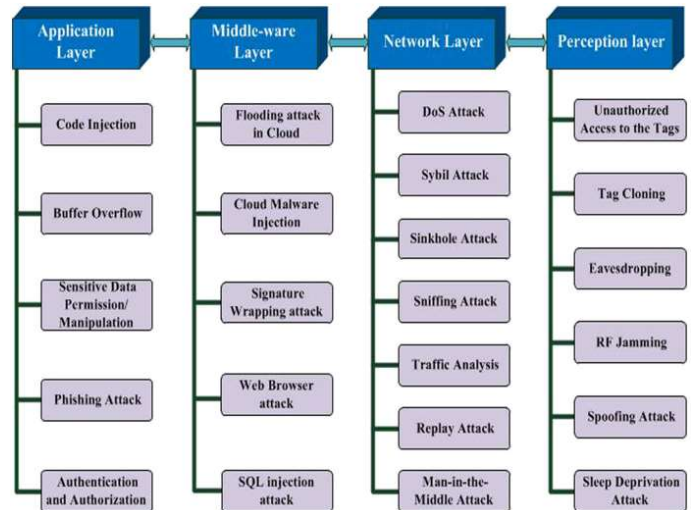 Application
Layer
Middle-ware
Layer
Network Layer
Perception layer
Code Injection
Buffer Overflow
Sensitive Data
Permission/
Manipulation
Phishing Attack
Authentication
and Authorization
Flooding attack
in Cloud
Cloud Malware
Injection
Signature
Wrapping attack
Web Browser
attack
SQL injection
attack
DoS Attack
Sybil Attack
Sinkhole Attack
Sniffing Attack
Traffic Analysis
Replay Attack
Man-in-the-
Middle Attack
Unauthorized
Access to the Tags
Tag Cloning
Eavesdropping
RF Jamming
Spoofing Attack
Sleep Deprivation
Attack